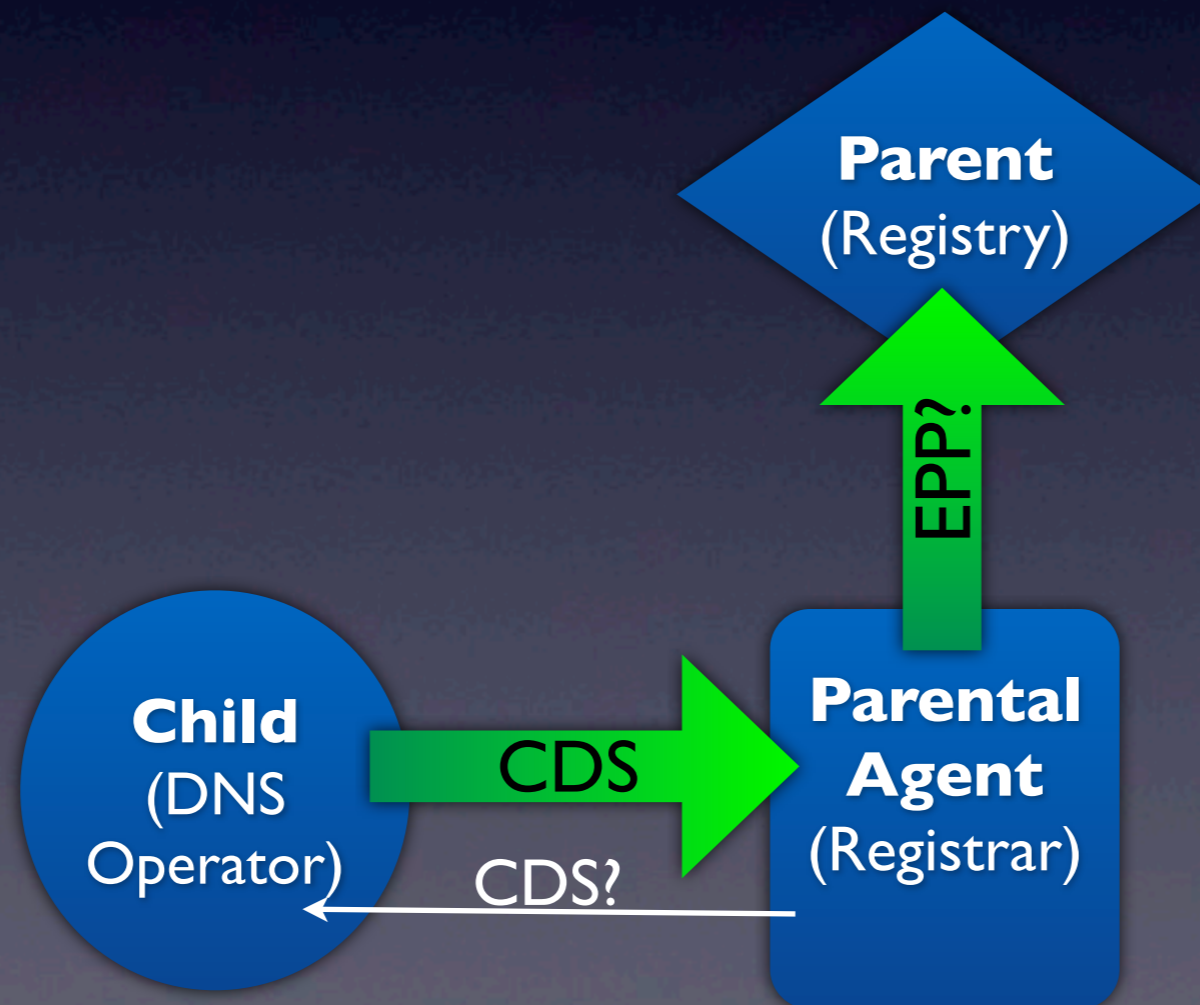 Parent
(Registry)
EPP?
Child
(DNS
Operator)
CDS
CDS?
Parental
Agent
(Registrar)